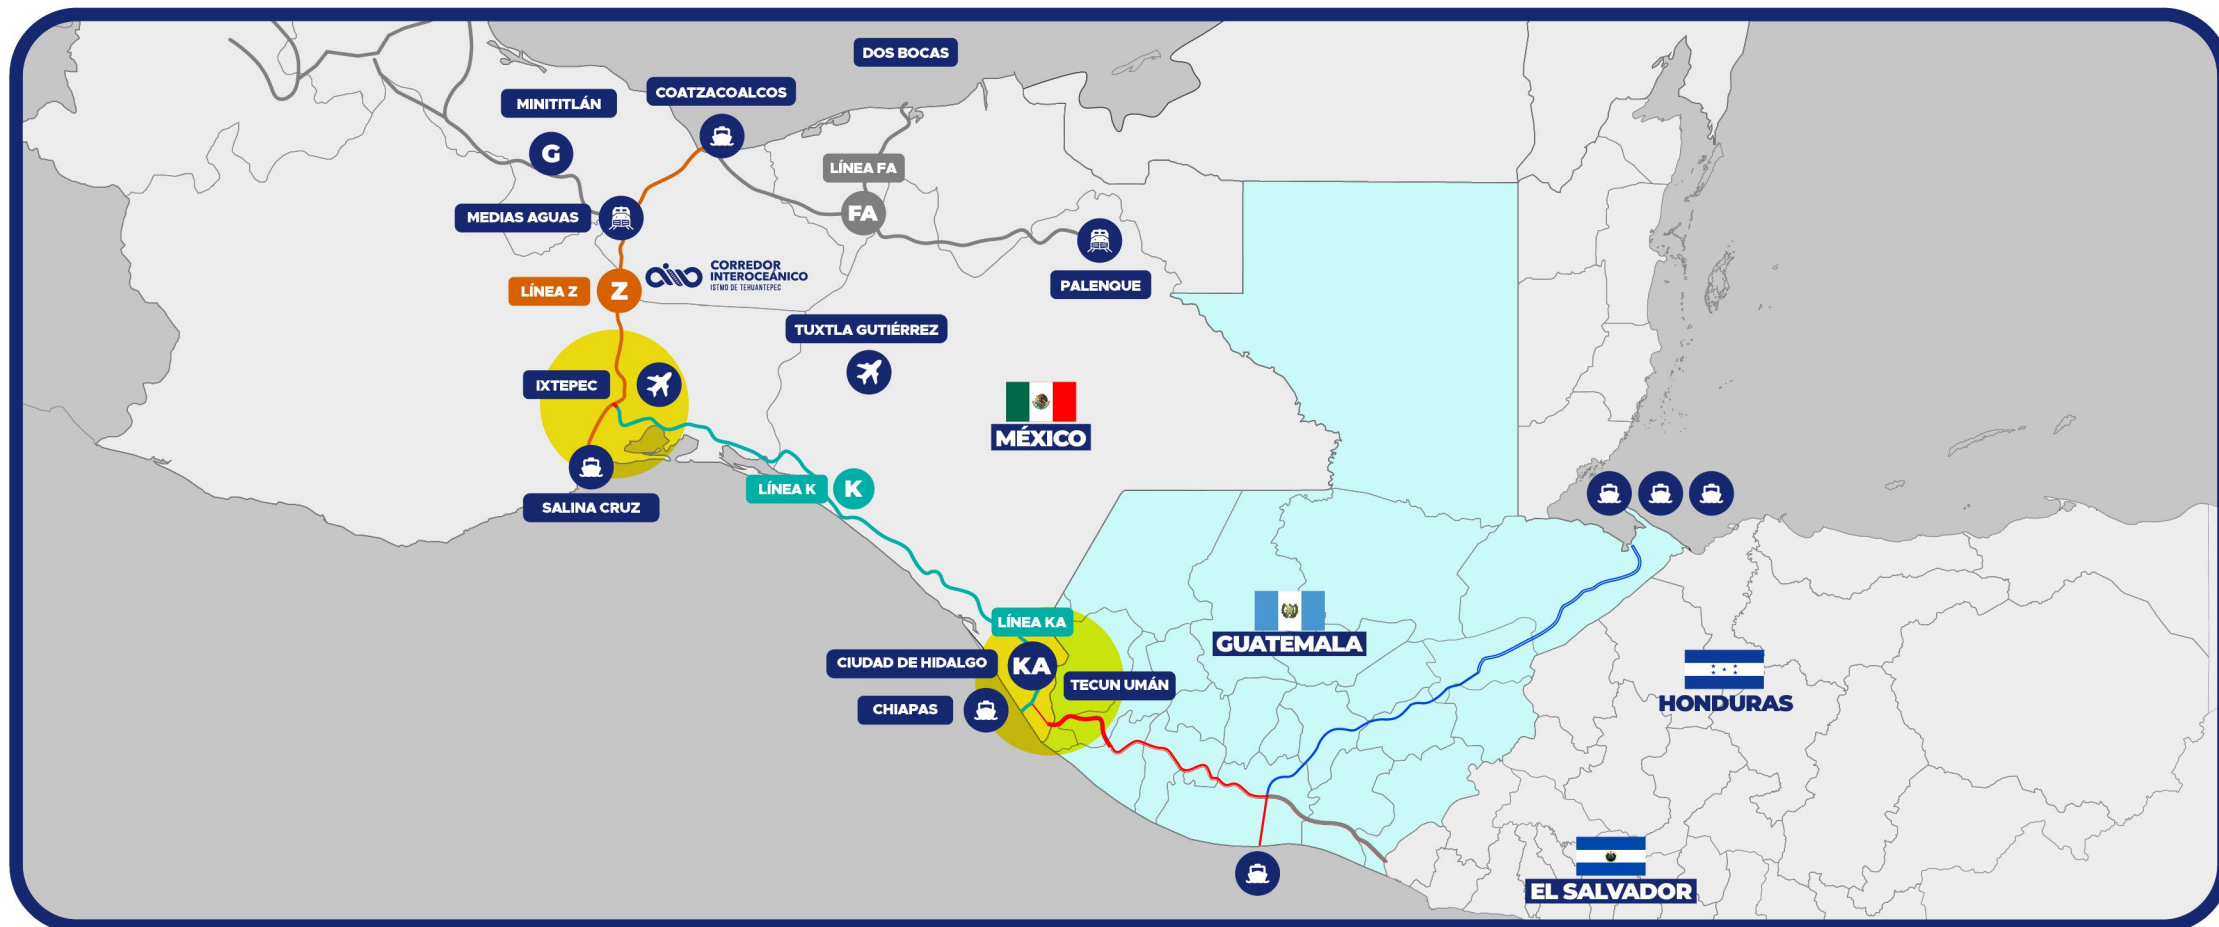 DOS BOCAS
COATZACOALCOS
MINITITLÁN
G
LÍNEA FA
FA
MEDIAS AGUAS
PALENQUE
LÍNEA Z
Z
CORREDOR
INTEROCEÁNICO
ISTMO DE TEHUANTEPEC
TUXTLA GUTIÉRREZ
IXTEPEC
MÉXICO
LÍNEA K
K
SALINA CRUZ
LÍNEA KA
KA
CIUDAD DE HIDALGO
TECUN UMÁN
CHIAPAS
GUATEMALA
HONDURAS
EL SALVADOR